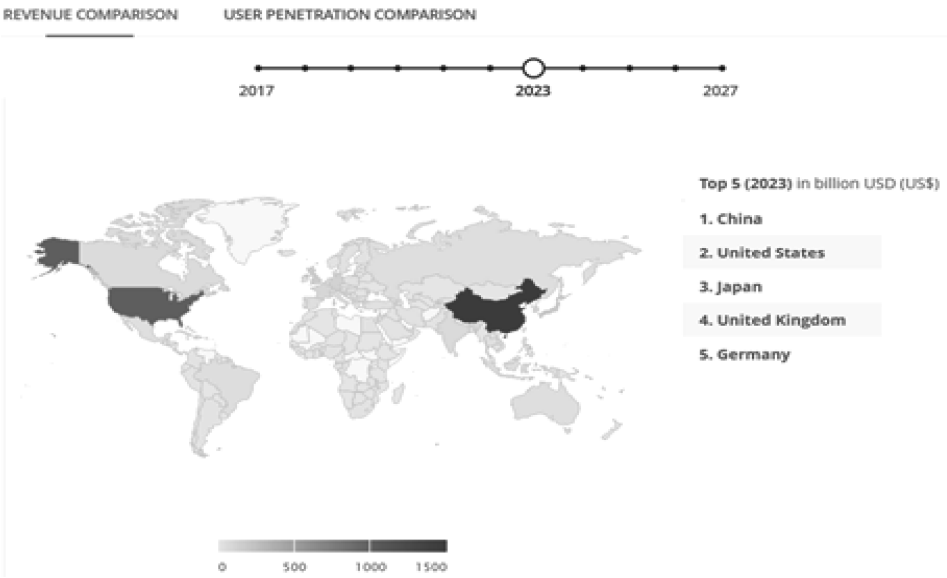 REVENUE COMPARISON USER PENETRATION COMPARISON
2017 2023 2027
Top 5 (2023) in billion USD (US$)
1. China
2. United States
3. Japan
4. United Kingdom
5. Germany
0 500 1000 1500